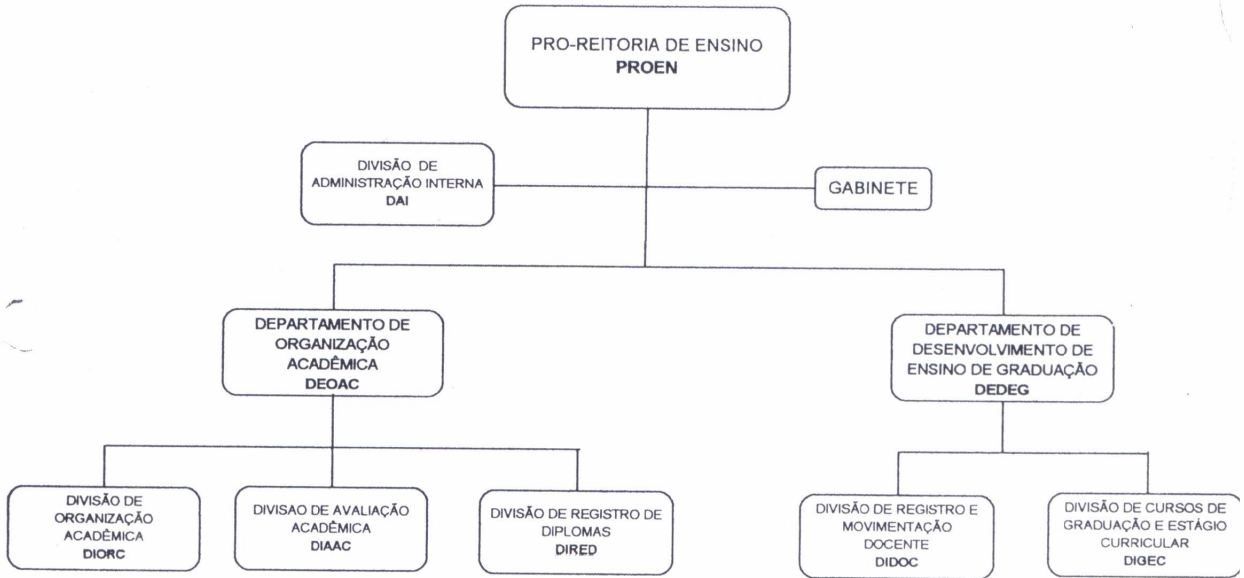 PRO-REITORIA DE ENSINO
PROEN
DIVISÃO DE
ADMINISTRAÇÃO INTERNA
DAI
GABINETE
DEPARTAMENTO DE
ORGANIZAÇÃO
ACADÊMICA
DEOAC
DEPARTAMENTO DE
DESENVOLVIMENTO DE
ENSINO DE GRADUAÇÃO
DEDEG
DIVISÃO DE
ORGANIZAÇÃO
ACADÊMICA
DIORC
DIVISAO DE AVALIAÇÃO
ACADÊMICA
DIAAC
DIVISÃO DE REGISTRO DE
DIPLOMAS
DIRED
DIVISÃO DE REGISTRO E
MOVIMENTAÇÃO
DOCENTE
DIDOC
DIVISÃO DE CURSOS DE
GRADUAÇÃO E ESTÁGIO
CURRICULAR
DIGEC